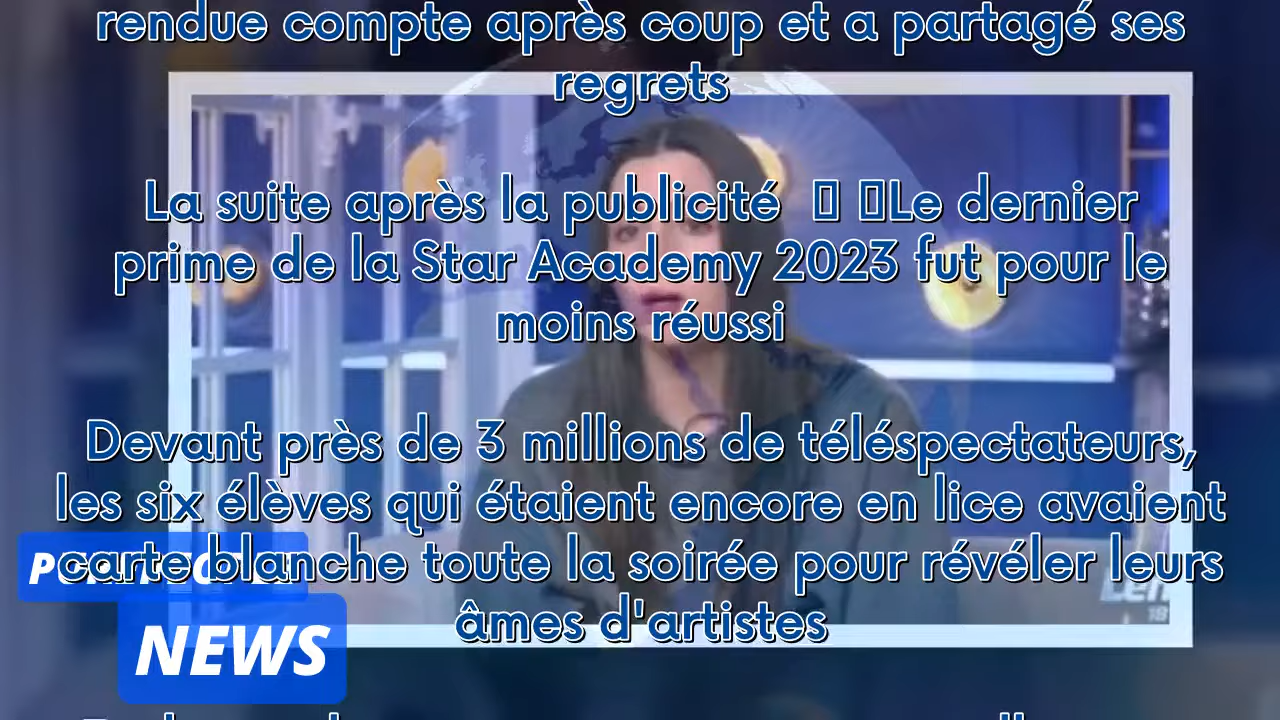 rendue compte après coup et a partagé ses
regrets
La suite après la publicité Le dernier
prime de la Star Academy 2023 fut pour le
moins réussi
Devant près de 3 millions de téléspectateurs,
les six élèves qui étaient encore en lice avaient
carte blanche toute la soirée pour révéler leurs
âmes d'artistes
NEWS
18